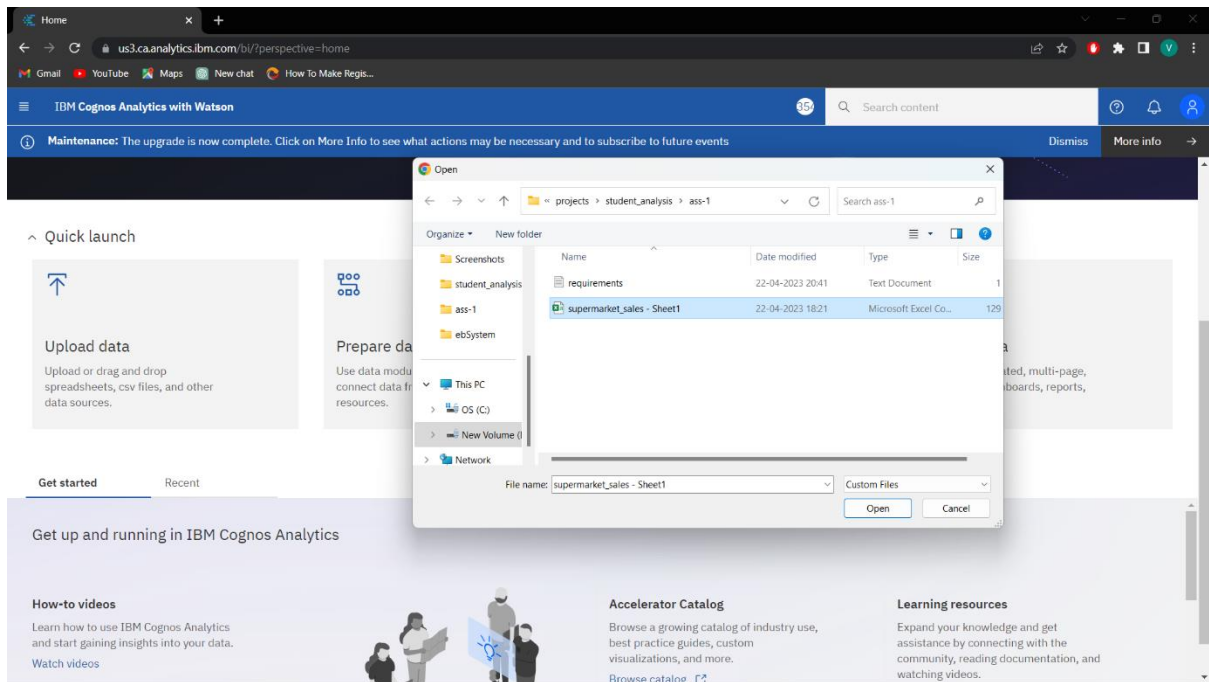 Home
us3.ca.analytics.ibm.com/bi/?perspective=home
Gmail YouTube Maps New chat How To Make Regis...
IBM Cognos Analytics with Watson
Search content
Maintenance: The upgrade is now complete. Click on More Info to see what actions may be necessary and to subscribe to future events Dismiss More info
Open
« projects > student_analysis > ass-1
Search ass-1
Organize New folder
Name Date modified Type Size
Screenshots
student_analysis
ass-1
ebSystem
This PC
OS (C:)
New Volume (
Network
requirements 22-04-2023 20:41 Text Document 1
supermarket_sales - Sheet1 22-04-2023 18:21 Microsoft Excel Co... 129
File name: supermarket_sales - Sheet1 Custom Files
Open Cancel
Quick launch
Upload data
Upload or drag and drop
spreadsheets, csv files, and other
data sources.
Prepare da
Use data modu
connect data fr
resources.
a
ated, multi-page,
boards, reports,
Get started Recent
Get up and running in IBM Cognos Analytics
How-to videos
Learn how to use IBM Cognos Analytics
and start gaining insights into your data.
Watch videos
Accelerator Catalog
Browse a growing catalog of industry use,
best practice guides, custom
visualizations, and more.
Browse catalog
Learning resources
Expand your knowledge and get
assistance by connecting with the
community, reading documentation, and
watching videos.